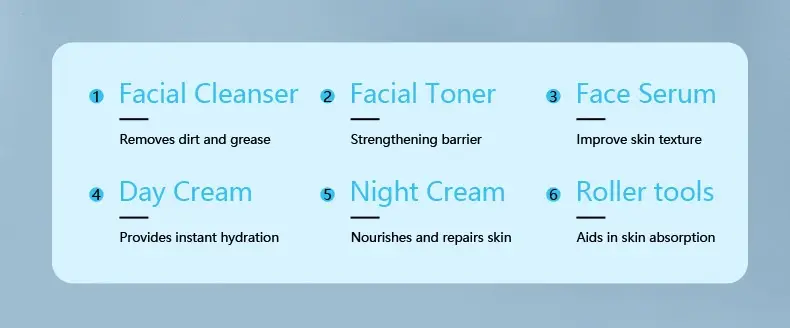 1 Facial Cleanser
Removes dirt and grease
2 Facial Toner
Strengthening barrier
3 Face Serum
Improve skin texture
4 Day Cream
Provides instant hydration
5 Night Cream
Nourishes and repairs skin
6 Roller tools
Aids in skin absorption